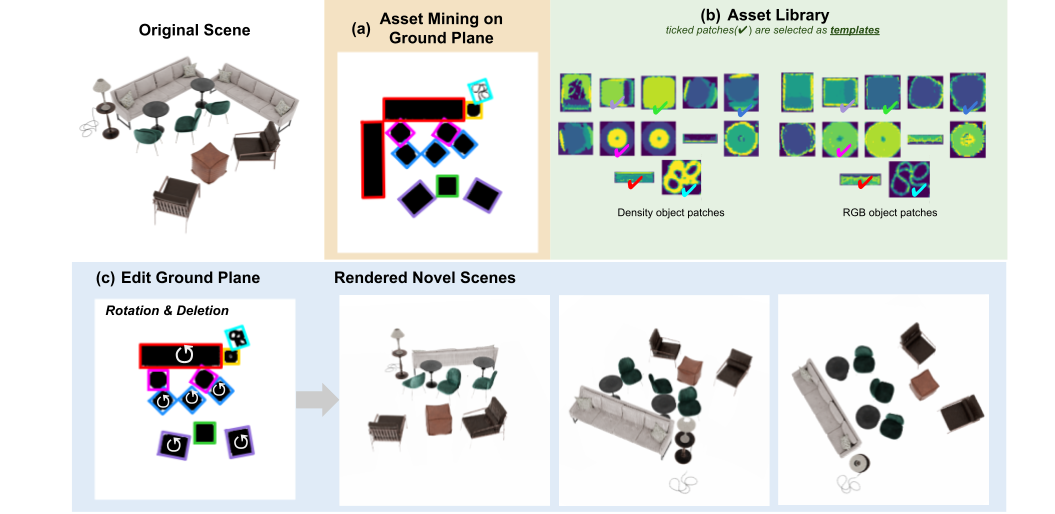 Original Scene
(a) Asset Mining on
Ground Plane
(b) Asset Library
ticked patches(✔) are selected as templates
Density object patches
RGB object patches
(c) Edit Ground Plane
Rendered Novel Scenes
Rotation & Deletion